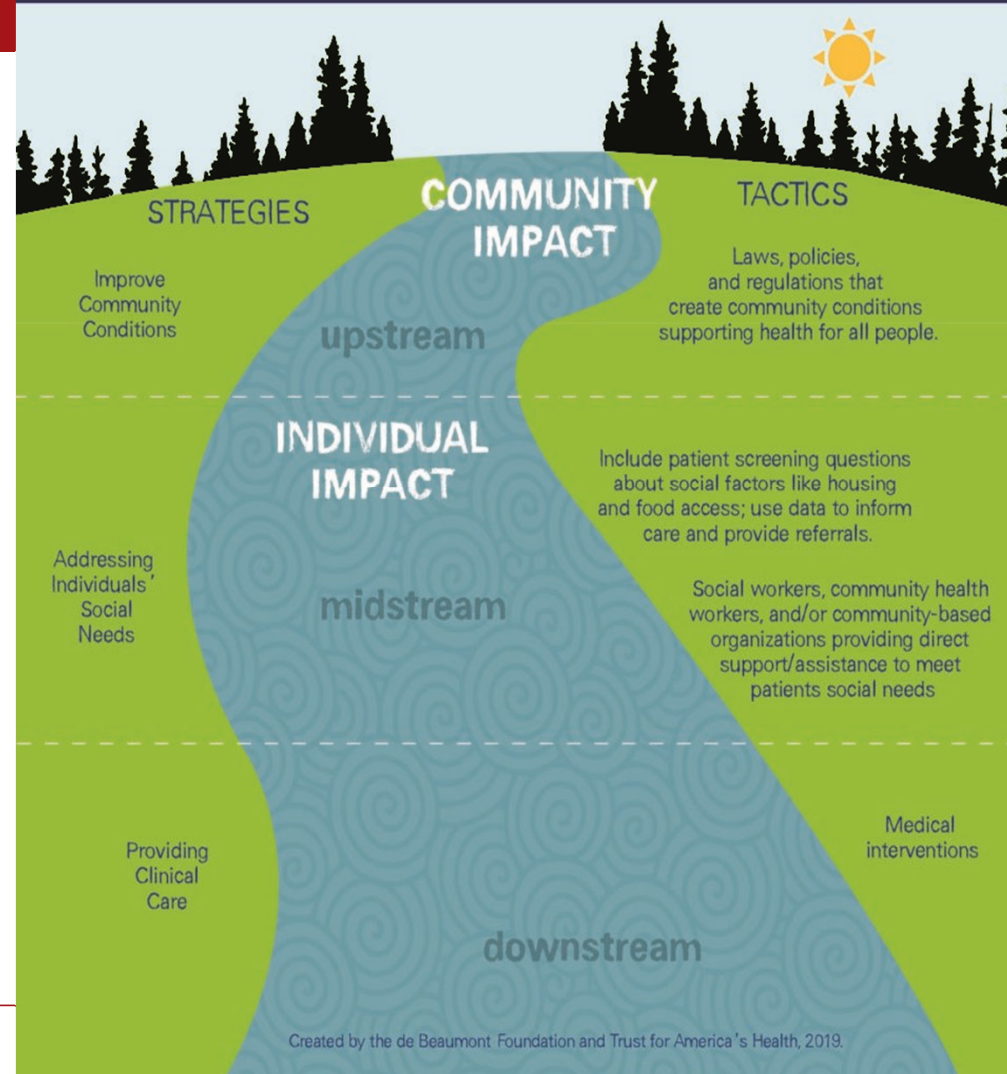 STRATEGIES
COMMUNITY
IMPACT
TACTICS
Improve
Community
Conditions
upstream
Laws, policies,
and regulations that
create community conditions
supporting health for all people.
INDIVIDUAL
IMPACT
Addressing
Individuals'
Social
Needs
midstream
Include patient screening questions
about social factors like housing
and food access; use data to inform
care and provide referrals.
Social workers, community health
workers, and/or community-based
organizations providing direct
support/assistance to meet
patients social needs
Providing
Clinical
Care
downstream
Medical
interventions
Created by the de Beaumont Foundation and Trust for America's Health, 2019.